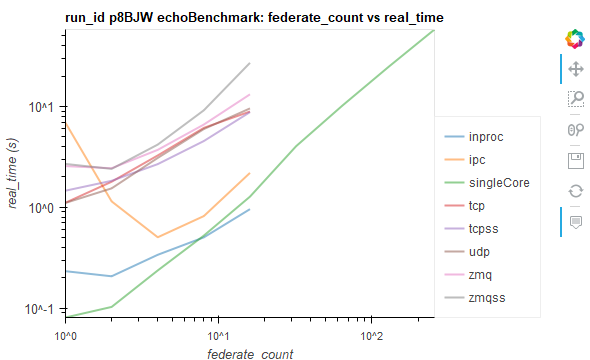 run_id p8BJW echoBenchmark: federate_count vs real_time
real_time (s)
10^1
10^0
10^-1
10^0
10^1
10^2
federate_count
inproc
ipc
singleCore
tcp
tcpss
udp
zmq
zmqss